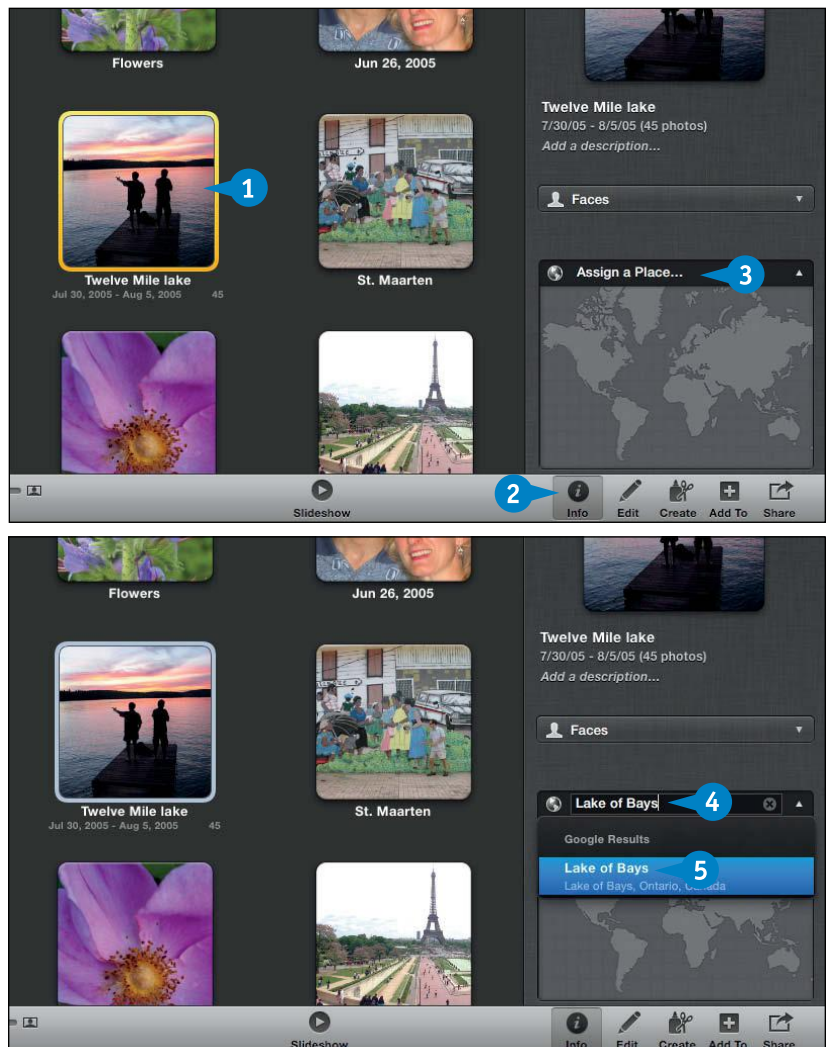 Flowers
Jun 26, 2005
Twelve Mile lake
7/30/05 - 8/5/05 (45 photos)
Add a description...
1
Faces
Twelve Mile lake
Jul 30, 2005 - Aug 5, 2005 45
St. Maarten
Assign a Place...
3
2
Slideshow
Info
Edit
Create
Add To
Share
Flowers
Jun 26, 2005
Twelve Mile lake
7/30/05 - 8/5/05 (45 photos)
Add a description...
Faces
Twelve Mile lake
Jul 30, 2005 - Aug 5, 2005 45
St. Maarten
Lake of Bays
4
Google Results
Lake of Bays
5
Lake of Bays, Ontario, Canada
Slideshow
Info
Edit
Create
Add To
Share